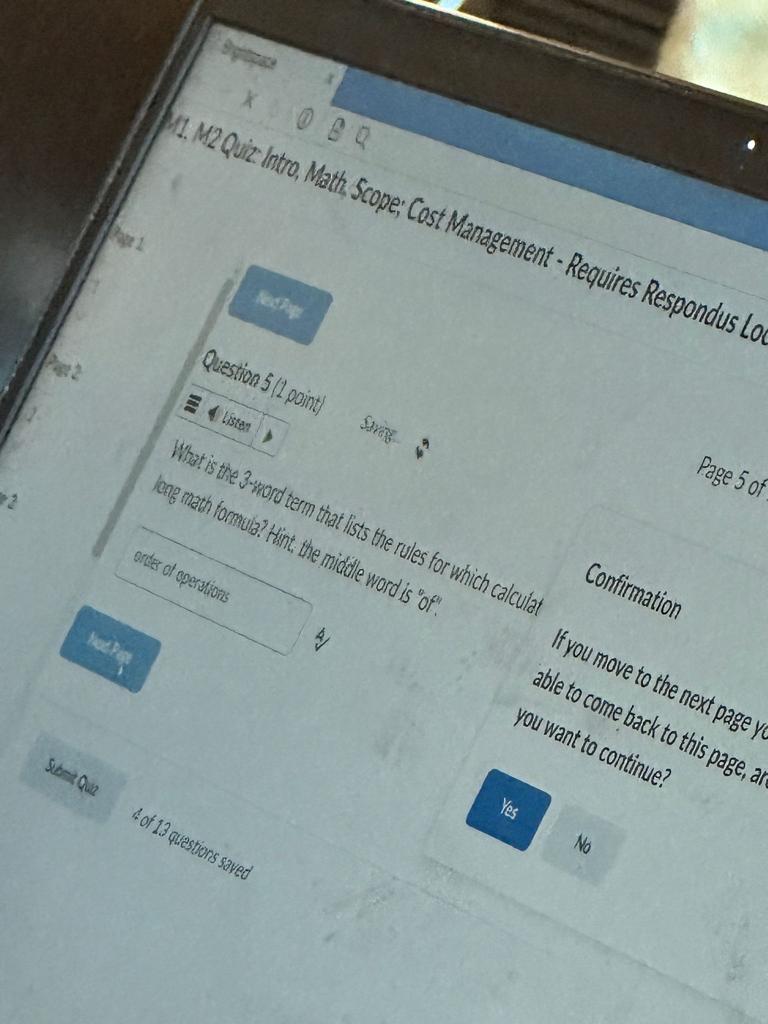 Brightspace
M1, M2 Quiz: Intro, Math, Scope; Cost Management - Requires Respondus Loc
Page 1:
Next Page
Page 2:
Question 5 (1 point)
Listen
Saving
Page 5 of
What is the 3-word term that lists the rules for which calculat
long math formula? Hint, the middle word is "of".
order of operations
Next Page
Confirmation
If you move to the next page yo
able to come back to this page, are
you want to continue?
Yes
No
Submit Quiz
4 of 13 questions saved